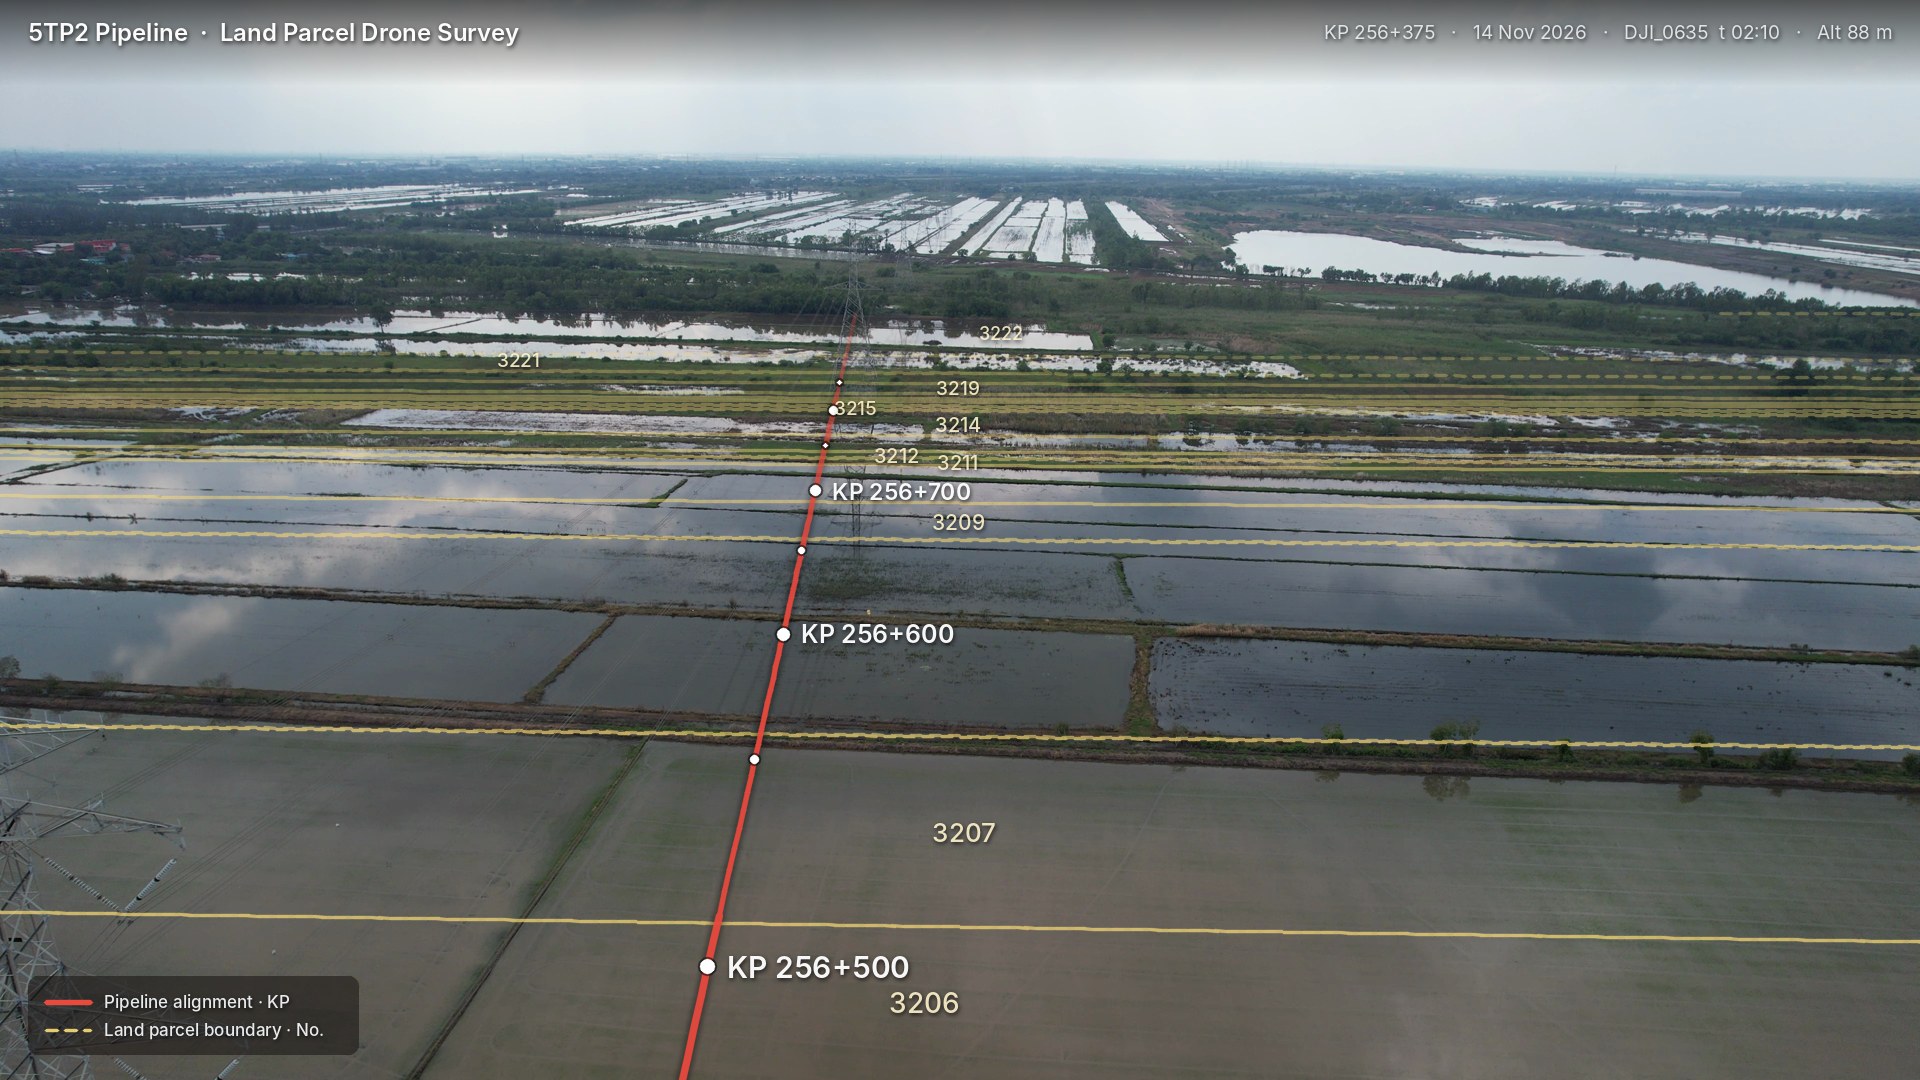 5TP2 Pipeline · Land Parcel Drone Survey
KP 256+375 · 14 Nov 2026 · DJI_0635 t 02:10 · Alt 88 m
3222
3221
3219
3215
3214
3212
3211
KP 256+700
3209
KP 256+600
3207
KP 256+500
3206
Pipeline alignment · KP
Land parcel boundary · No.